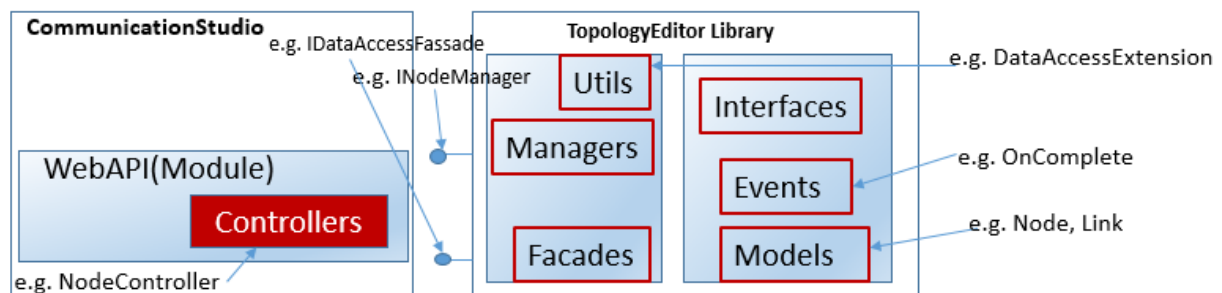 CommunicationStudio
TopologyEditor Library
e.g. IDataAccessFassade
e.g. INodeManager
Utils
e.g. DataAccessExtension
Interfaces
Managers
WebAPI(Module)
e.g. OnComplete
Events
Controllers
e.g. Node, Link
Facades
Models
e.g. NodeController